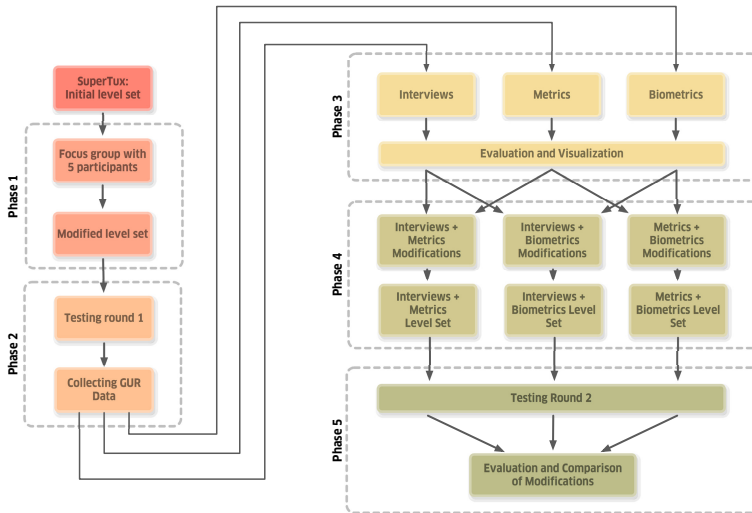 SuperTux:
Initial level set
Phase 1
Focus group with
5 participants
Modified level set
Phase 2
Testing round 1
Collecting GUR
Data
Phase 3
Interviews
Metrics
Biometrics
Evaluation and Visualization
Phase 4
Interviews +
Metrics
Modifications
Interviews +
Biometrics
Modifications
Metrics +
Biometrics
Modifications
Interviews +
Metrics
Level Set
Interviews +
Biometrics Level
Set
Metrics +
Biometrics Level
Set
Phase 5
Testing Round 2
Evaluation and Comparison
of Modifications